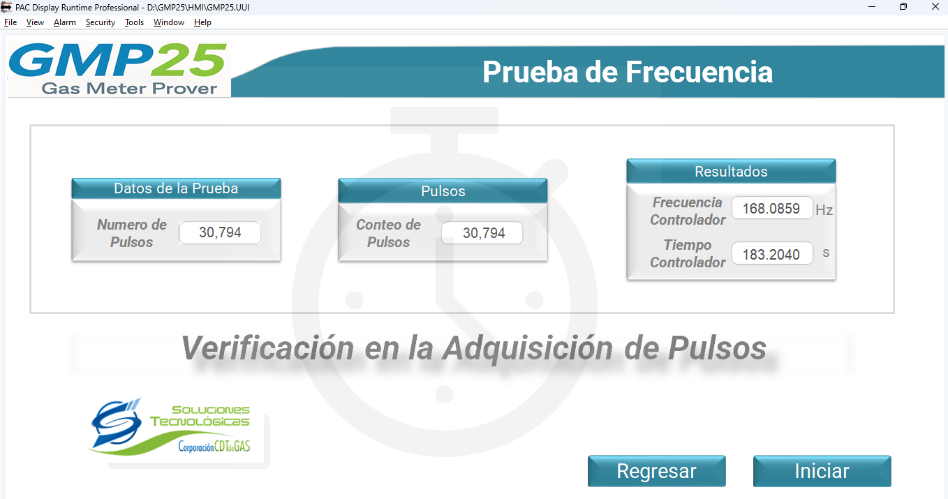 PAC Display Runtime Professional - D:\GMP25\HMI\GMP25.UUI
File View Alarm Security Tools Window Help
GMP25
Gas Meter Prover
Prueba de Frecuencia
Datos de la Prueba
Numero de
Pulsos
30,794
Pulsos
Conteo de
Pulsos
30,794
Resultados
Frecuencia
Controlador
168.0859 Hz
Tiempo
Controlador
183.2040 s
Verificación en la Adquisición de Pulsos
Soluciones
Tecnológicas
Corporación CDT de GAS
Regresar
Iniciar